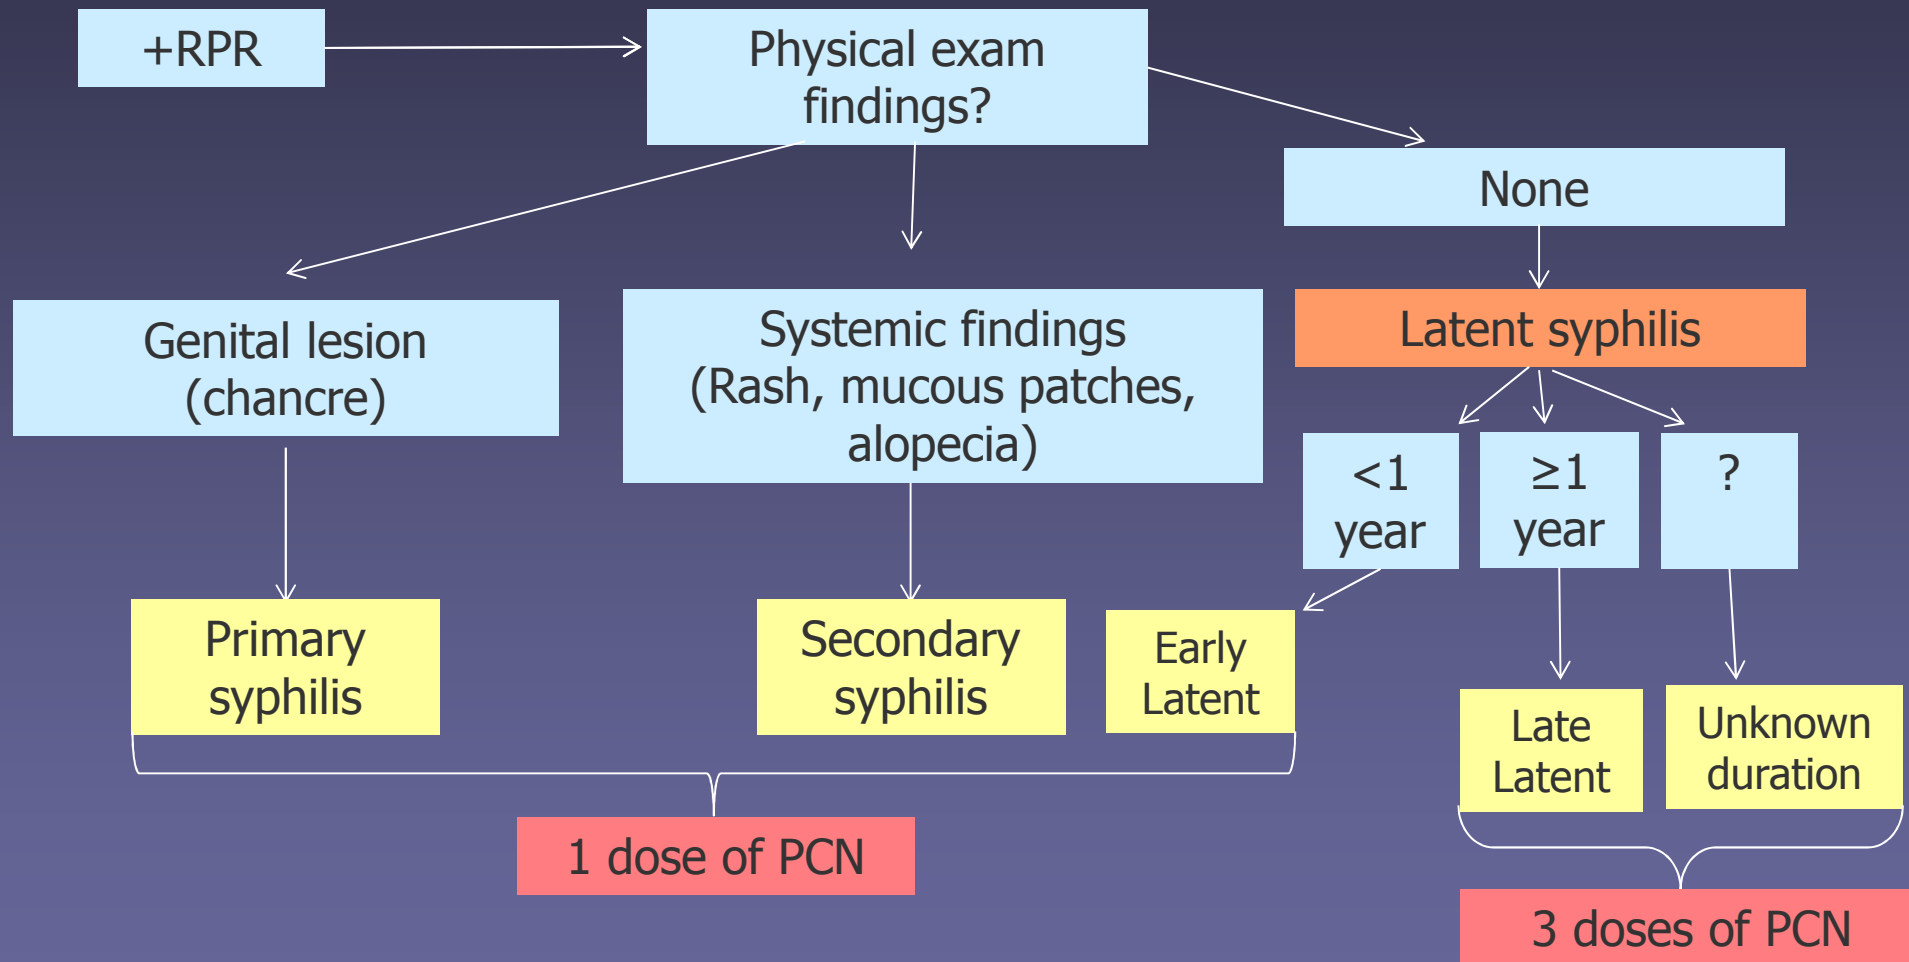 +RPR
Physical exam
findings?
None
Genital lesion
(chancre)
Systemic findings
(Rash, mucous patches,
alopecia)
Latent syphilis
<1
year
≥1
year
?
Primary
syphilis
Secondary
syphilis
Early
Latent
Late
Latent
Unknown
duration
1 dose of PCN
3 doses of PCN